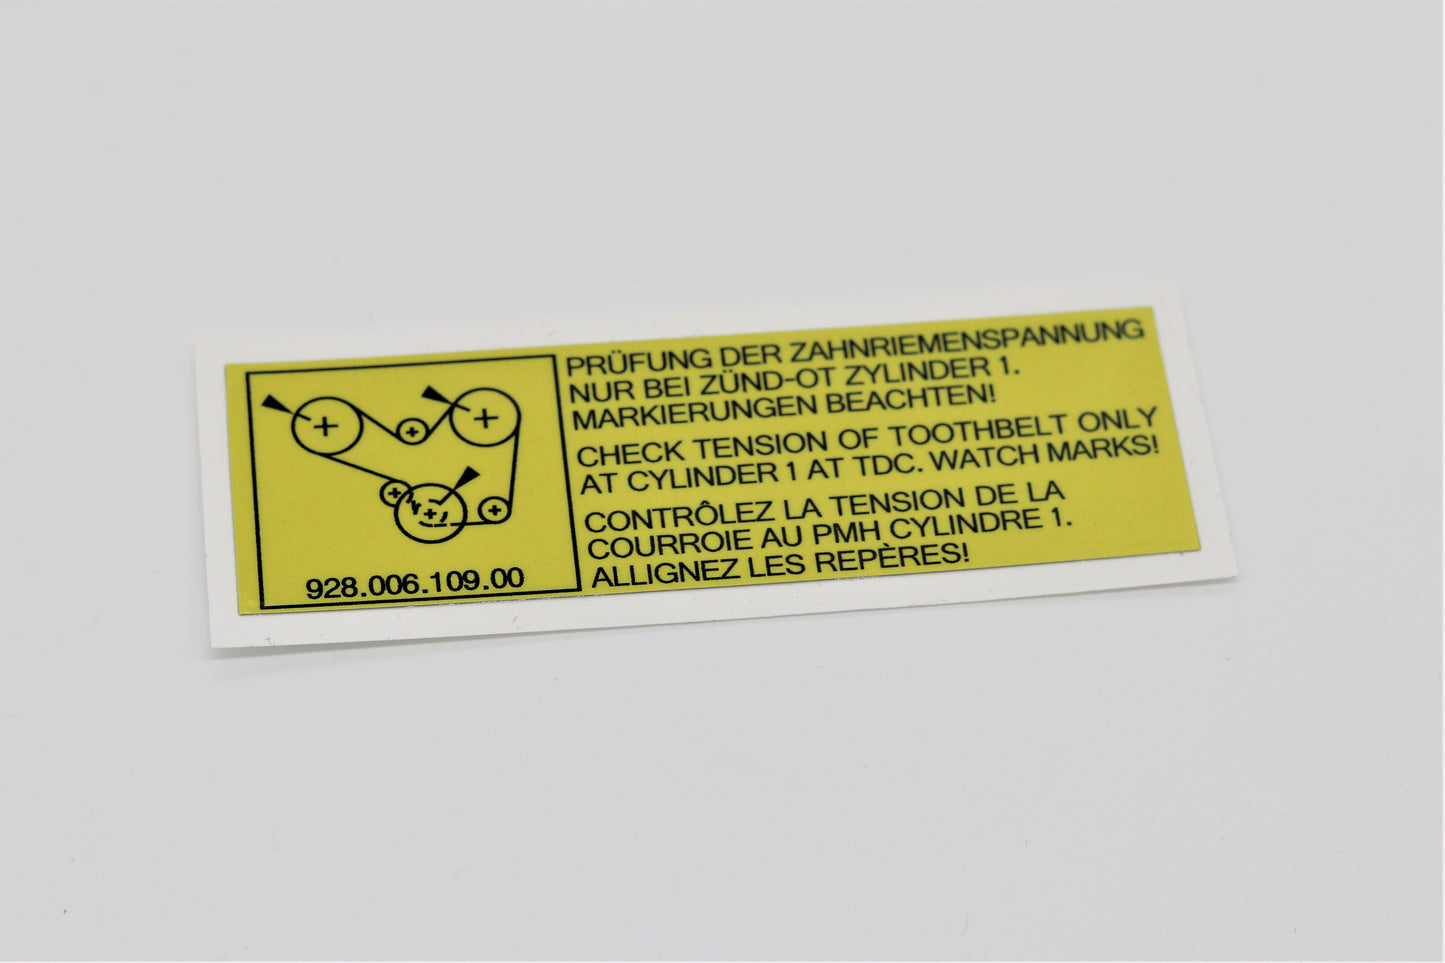 PRÜFUNG DER ZAHNRIEMENSPANNUNG
NUR BEI ZÜND-OT ZYLINDER 1.
MARKIERUNGEN BEACHTEN!
CHECK TENSION OF TOOTHBELT ONLY
AT CYLINDER 1 AT TDC. WATCH MARKS!
CONTRÔLEZ LA TENSION DE LA
COURROIE AU PMH CYLINDRE 1.
ALLIGNEZ LES REPÈRES!
928.006.109.00